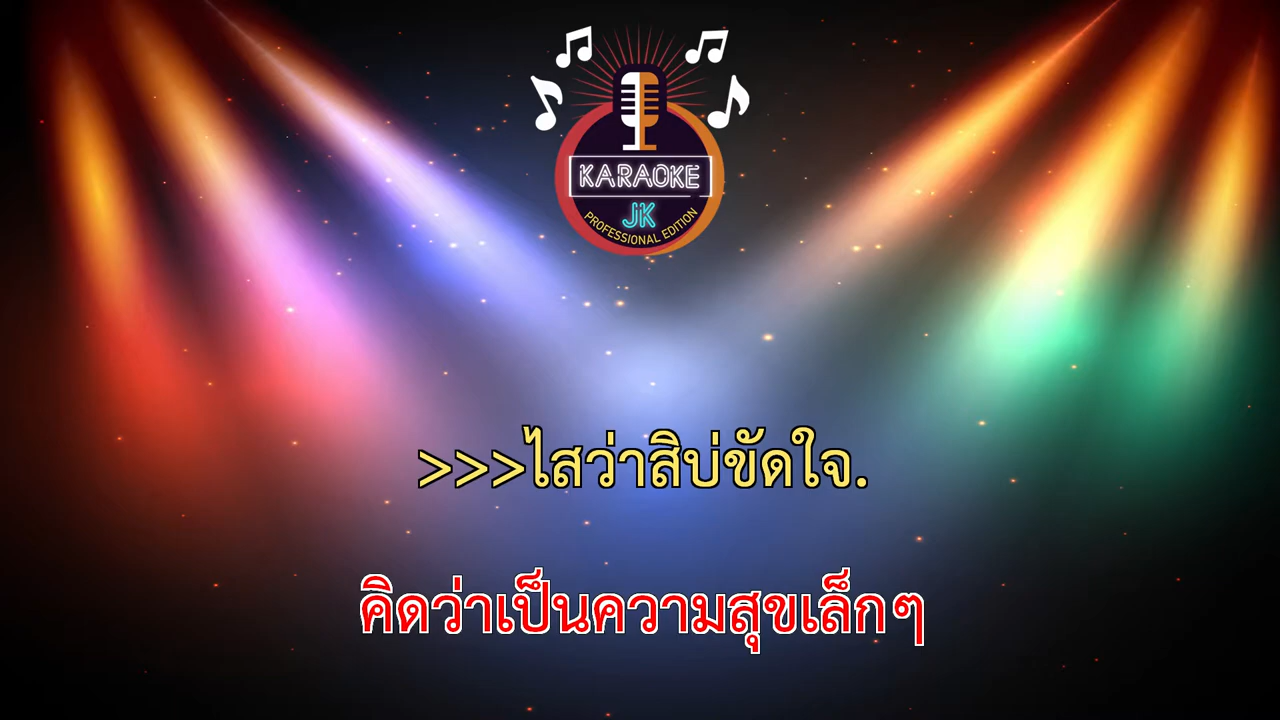 KARAOKE
JK
PROFESSIONAL EDITION
>>>ไสว่าสิบ่ขัดใจ.
คิดว่าเป็นความสุขเล็กๆ